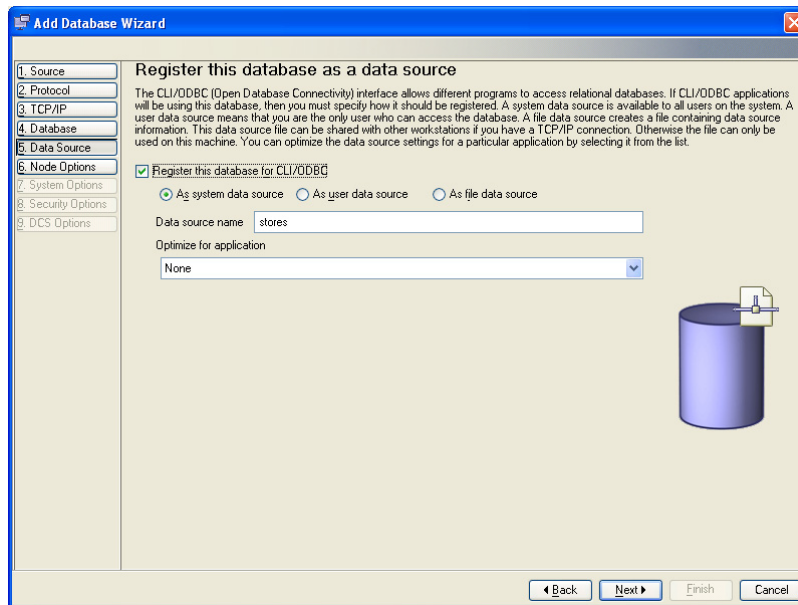 Add Database Wizard
1. Source
2. Protocol
3. TCP/IP
4. Database
5. Data Source
6. Node Options
7. System Options
8. Security Options
9. DCS Options
Register this database as a data source
The CLI/ODBC (Open Database Connectivity) interface allows different programs to access relational databases. If CLI/ODBC applications
will be using this database, then you must specify how it should be registered. A system data source is available to all users on the system. A
user data source means that you are the only user who can access the database. A file data source creates a file containing data source
information. This data source file can be shared with other workstations if you have a TCP/IP connection. Otherwise the file can only be
used on this machine. You can optimize the data source settings for a particular application by selecting it from the list.
Register this database for CLI/ODBC
As system data source As user data source As file data source
Data source name stores
Optimize for application
None
Back Next Finish Cancel